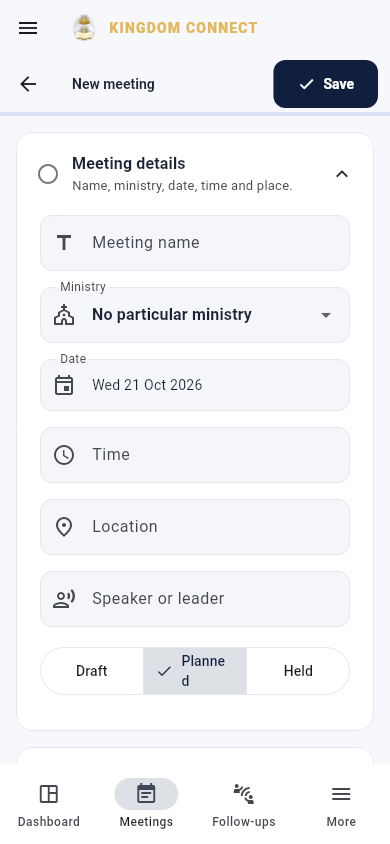 KINGDOM CONNECT
New meeting
Save
Meeting details
Name, ministry, date, time and place.
Meeting name
Ministry
No particular ministry
Date
Wed 21 Oct 2026
Time
Location
Speaker or leader
Draft
Planne
d
Held
Dashboard
Meetings
Follow-ups
More